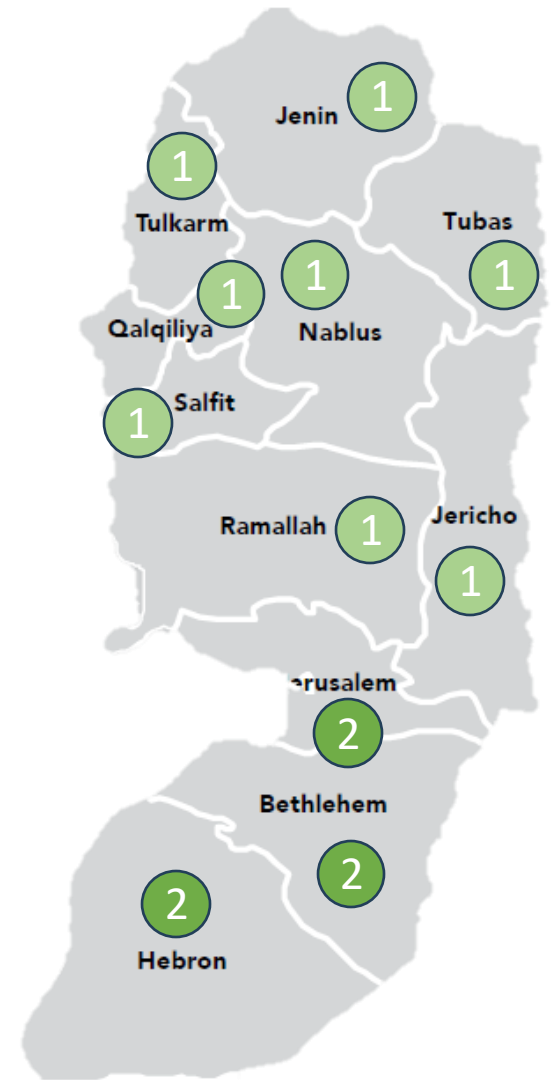 1
Jenin
1
Tulkarm
Tubas
1
1
1
Qalqiliya
Nablus
Salfit
1
Jericho
Ramallah
1
1
erusalem
2
Bethlehem
2
2
Hebron